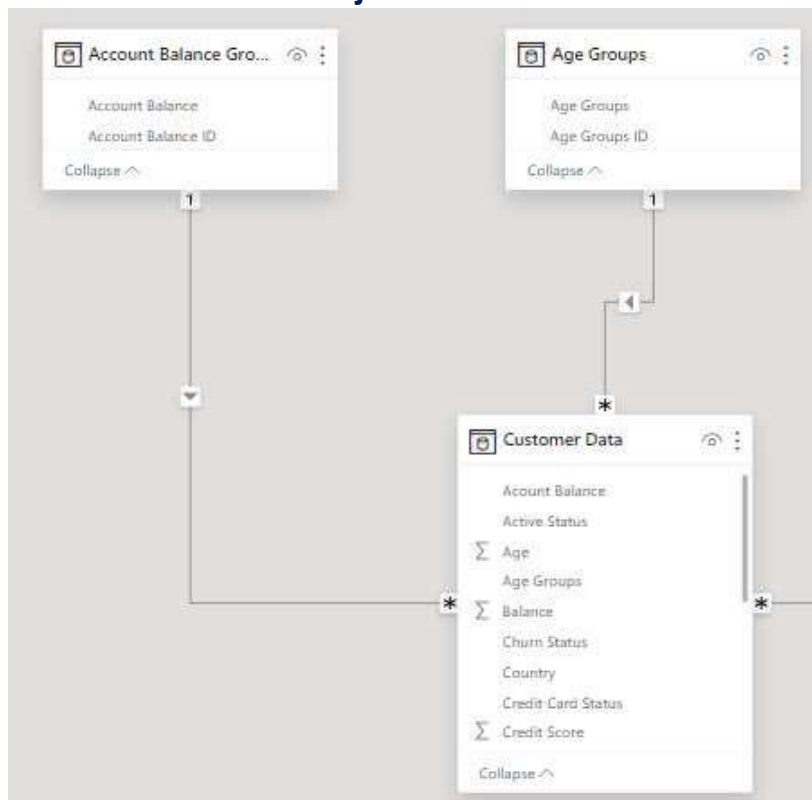 Account Balance Gro...
Account Balance
Account Balance ID
Collapse
Age Groups
Age Groups
Age Groups ID
Collapse
1
1
*
Customer Data
Acount Balance
Active Status
Σ Age
Age Groups
* Σ Balance *
Churn Status
Country
Credit Card Status
Σ Credit Score
Collapse